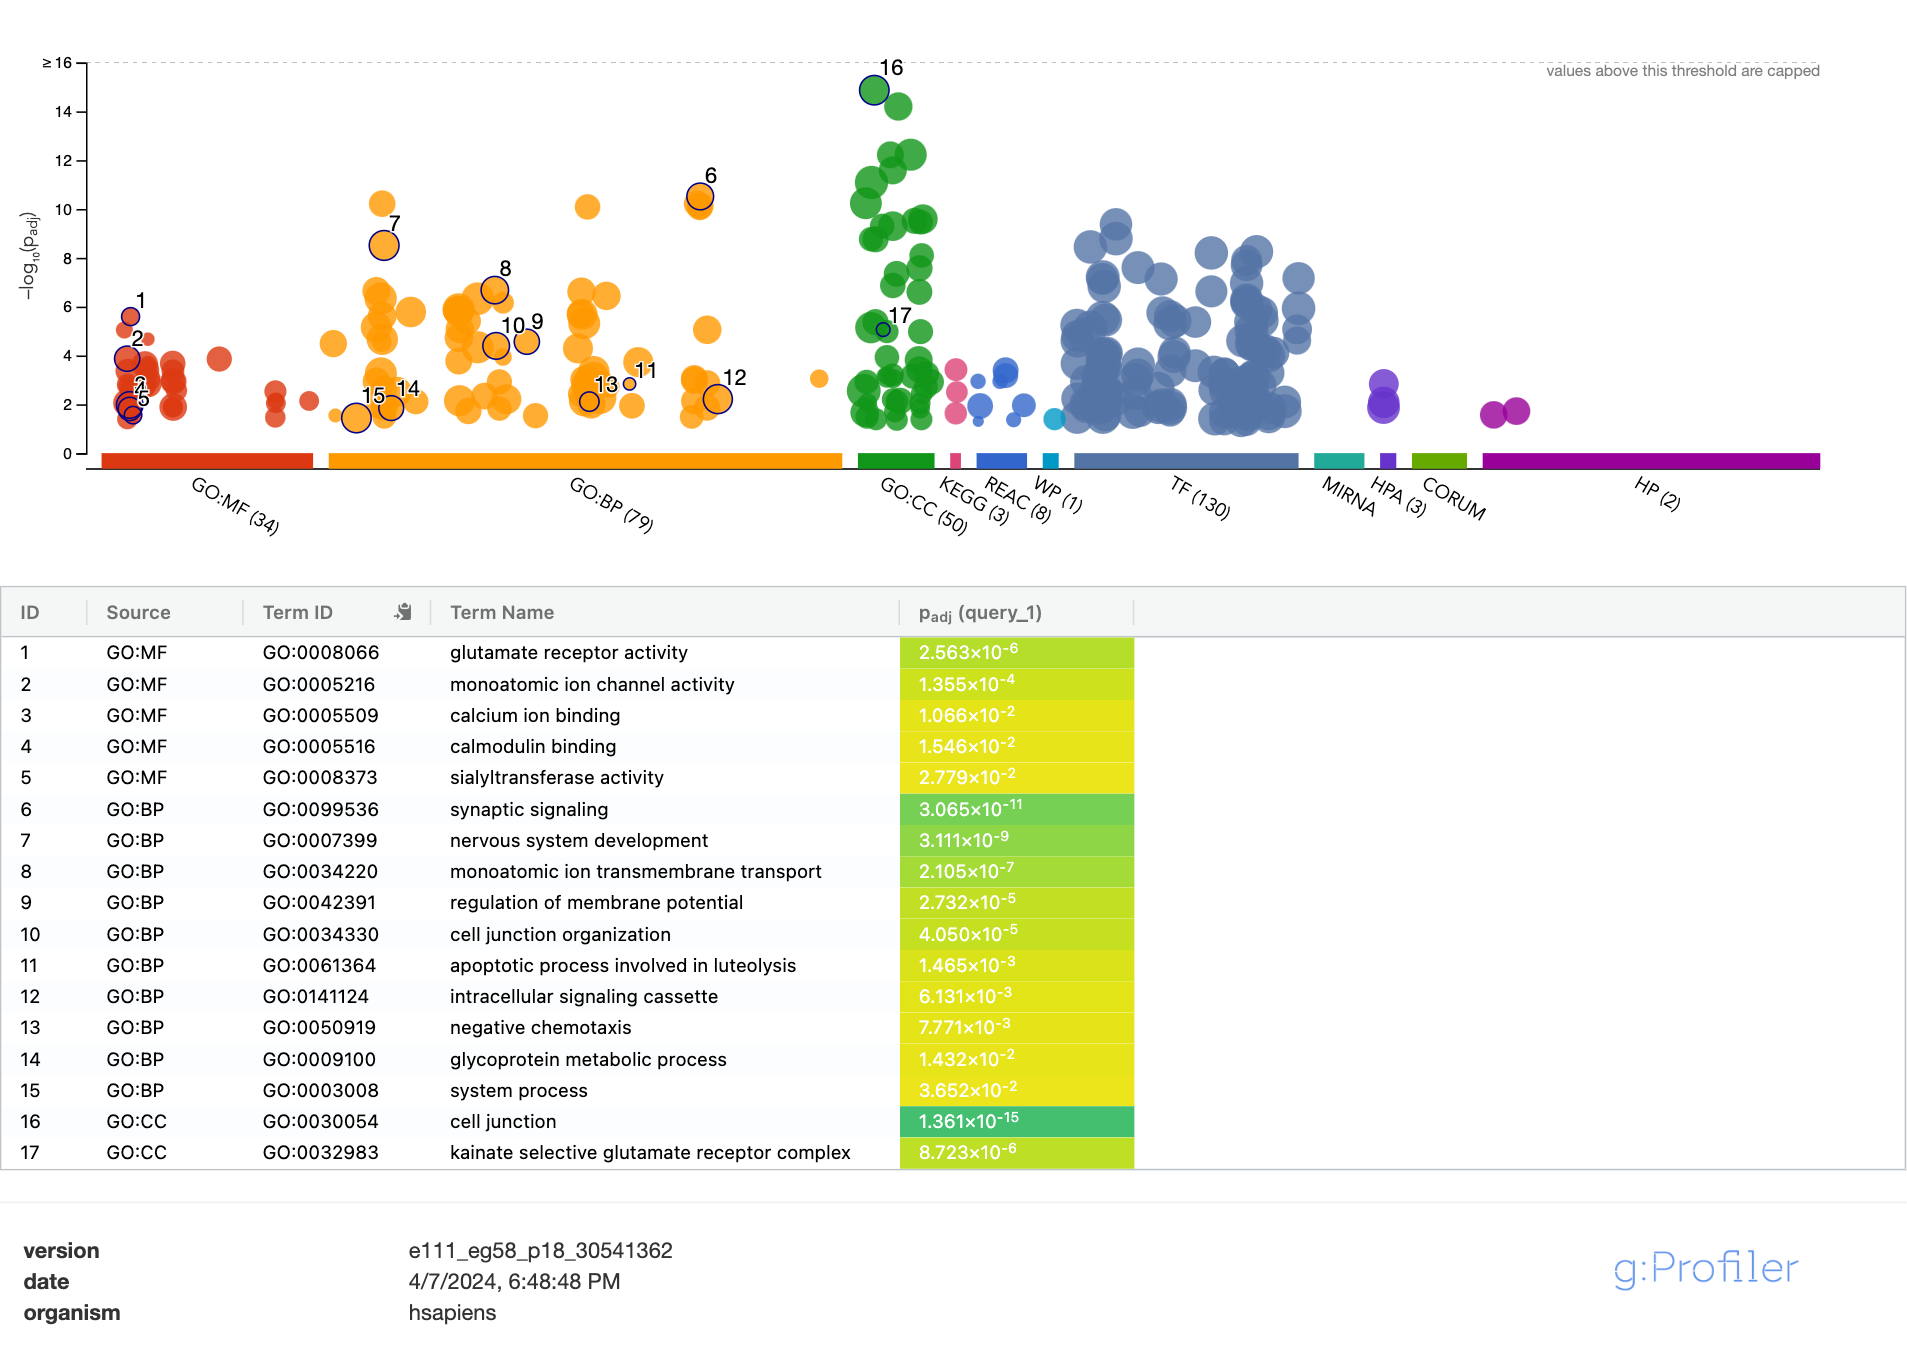 ≥ 16
values above this threshold are capped
14
12
10
8
6
4
2
0
−log₁₀(padj)
1
2
3
4
5
6
7
8
9
10
11
12
13
14
15
16
17
GO:MF (34)
GO:BP (79)
GO:CC (50)
KEGG (3)
REAC (8)
WP (1)
TF (130)
MIRNA
HPA (3)
CORUM
HP (2)
ID Source Term ID Term Name padj (query_1)
1 GO:MF GO:0008066 glutamate receptor activity 2.563×10⁻⁶
2 GO:MF GO:0005216 monoatomic ion channel activity 1.355×10⁻⁴
3 GO:MF GO:0005509 calcium ion binding 1.066×10⁻²
4 GO:MF GO:0005516 calmodulin binding 1.546×10⁻²
5 GO:MF GO:0008373 sialyltransferase activity 2.779×10⁻²
6 GO:BP GO:0099536 synaptic signaling 3.065×10⁻¹¹
7 GO:BP GO:0007399 nervous system development 3.111×10⁻⁹
8 GO:BP GO:0034220 monoatomic ion transmembrane transport 2.105×10⁻⁷
9 GO:BP GO:0042391 regulation of membrane potential 2.732×10⁻⁵
10 GO:BP GO:0034330 cell junction organization 4.050×10⁻⁵
11 GO:BP GO:0061364 apoptotic process involved in luteolysis 1.465×10⁻³
12 GO:BP GO:0141124 intracellular signaling cassette 6.131×10⁻³
13 GO:BP GO:0050919 negative chemotaxis 7.771×10⁻³
14 GO:BP GO:0009100 glycoprotein metabolic process 1.432×10⁻²
15 GO:BP GO:0003008 system process 3.652×10⁻²
16 GO:CC GO:0030054 cell junction 1.361×10⁻¹⁵
17 GO:CC GO:0032983 kainate selective glutamate receptor complex 8.723×10⁻⁶
version e111_eg58_p18_30541362
date 4/7/2024, 6:48:48 PM
organism hsapiens
g:Profiler